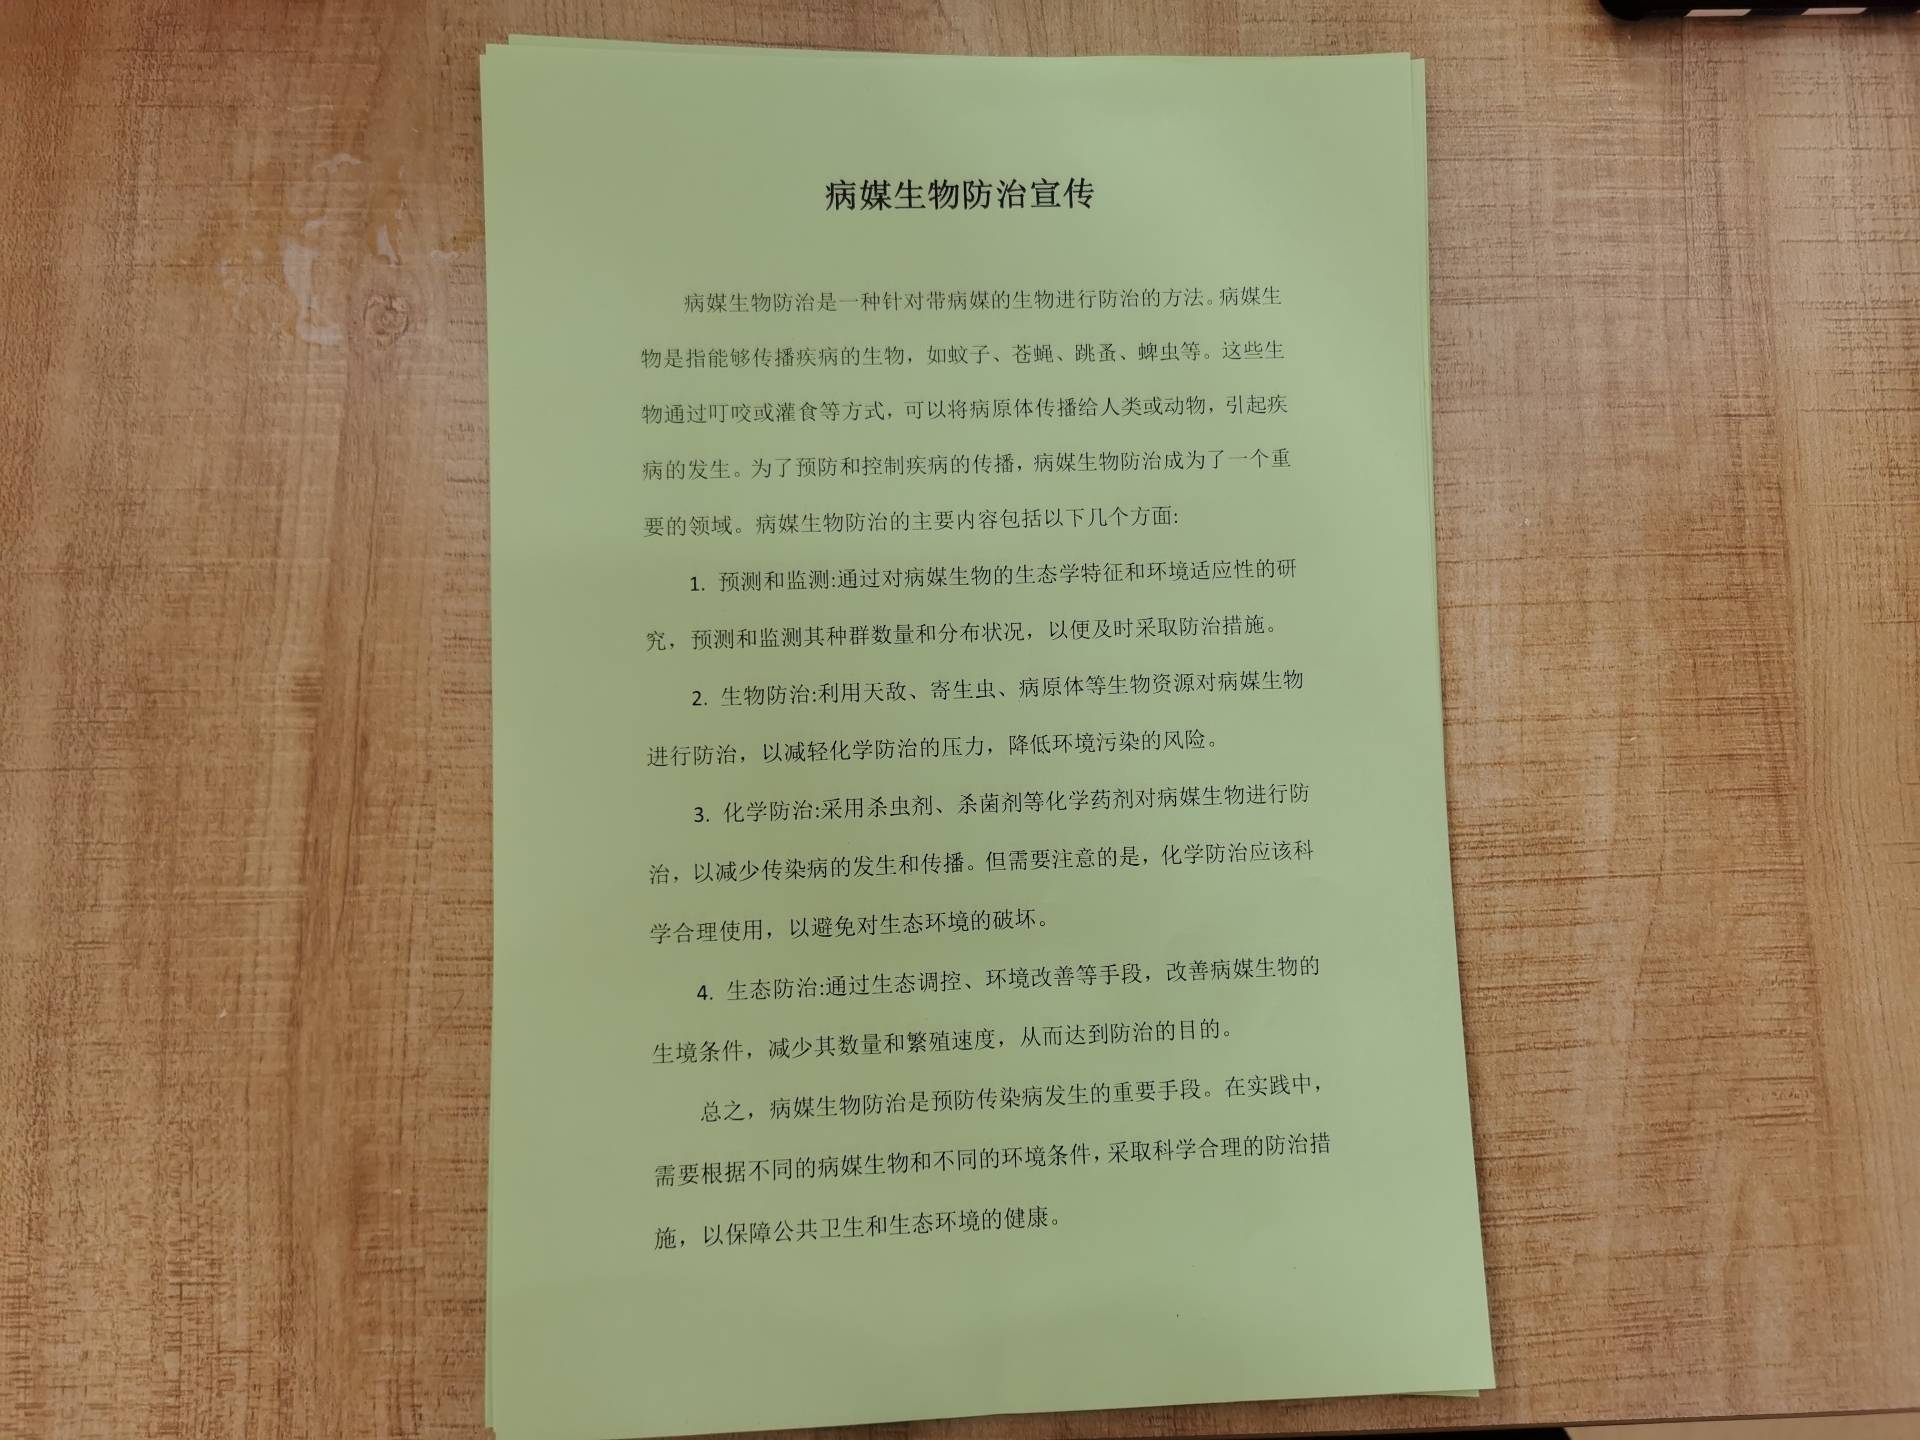 病媒生物防治宣传
病媒生物防治是一种针对带病媒的生物进行防治的方法。病媒生
物是指能够传播疾病的生物，如蚊子、苍蝇、跳蚤、蜱虫等。这些生
物通过叮咬或灌食等方式，可以将病原体传播给人类或动物，引起疾
病的发生。为了预防和控制疾病的传播，病媒生物防治成为了一个重
要的领域。病媒生物防治的主要内容包括以下几个方面:
1. 预测和监测:通过对病媒生物的生态学特征和环境适应性的研
究，预测和监测其种群数量和分布状况，以便及时采取防治措施。
2. 生物防治:利用天敌、寄生虫、病原体等生物资源对病媒生物
进行防治，以减轻化学防治的压力，降低环境污染的风险。
3. 化学防治:采用杀虫剂、杀菌剂等化学药剂对病媒生物进行防
治，以减少传染病的发生和传播。但需要注意的是，化学防治应该科
学合理使用，以避免对生态环境的破坏。
4. 生态防治:通过生态调控、环境改善等手段，改善病媒生物的
生境条件，减少其数量和繁殖速度，从而达到防治的目的。
总之，病媒生物防治是预防传染病发生的重要手段。在实践中，
需要根据不同的病媒生物和不同的环境条件，采取科学合理的防治措
施，以保障公共卫生和生态环境的健康。